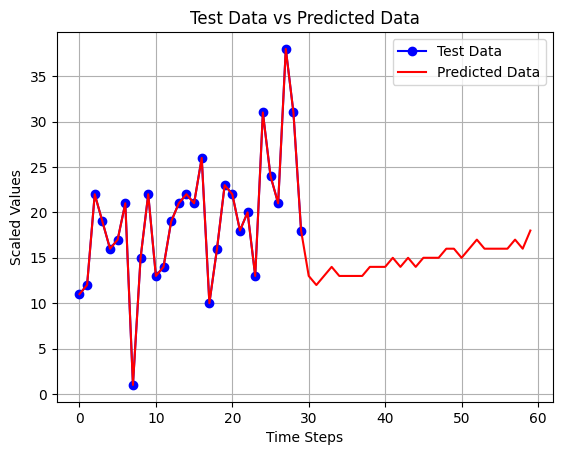 Test Data vs Predicted Data
Test Data
Predicted Data
Scaled Values
35
30
25
20
15
10
5
0
0 10 20 30 40 50 60
Time Steps